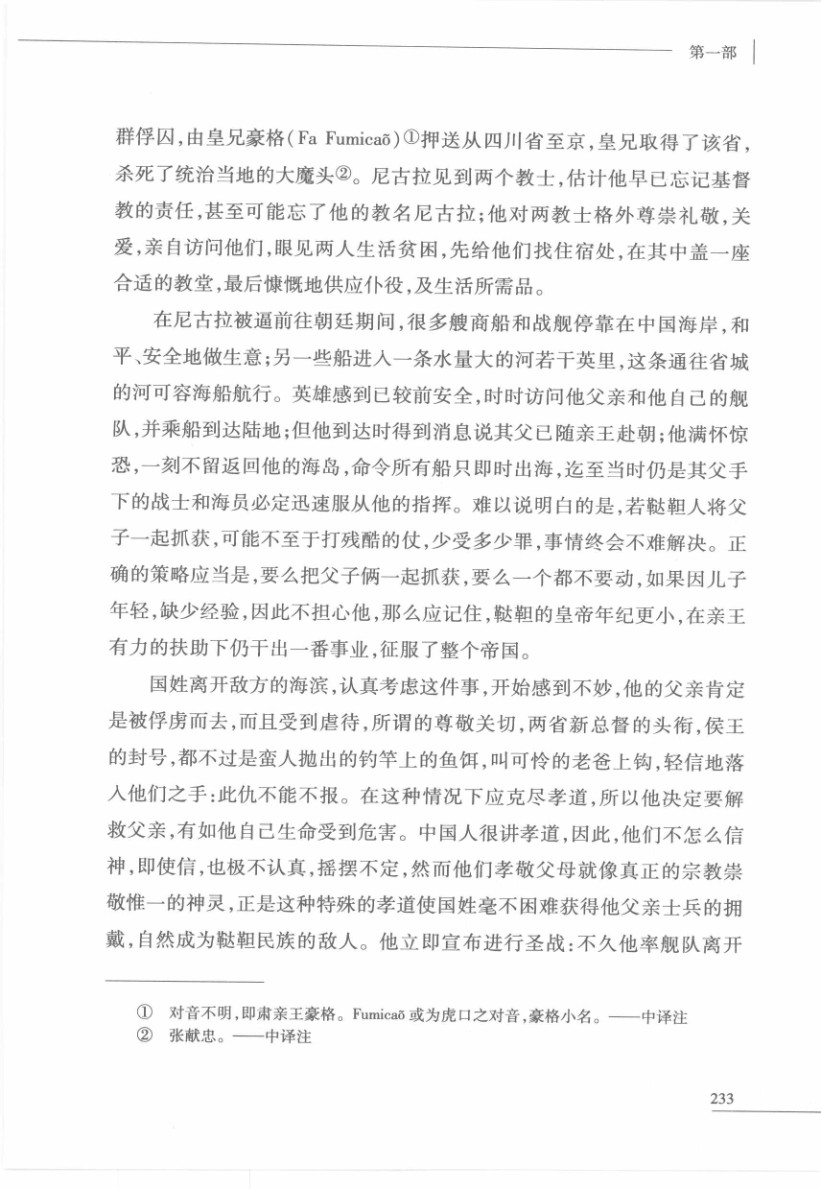 第一部
群俘囚,由皇兄豪格(Fa Fumicaõ)①押送从四川省至京,皇兄取得了该省,
杀死了统治当地的大魔头②。尼古拉见到两个教士,估计他早已忘记基督
教的责任,甚至可能忘了他的教名尼古拉;他对两教士格外尊崇礼敬,关
爱,亲自访问他们,眼见两人生活贫困,先给他们找住宿处,在其中盖一座
合适的教堂,最后慷慨地供应仆役,及生活所需品。
在尼古拉被逼前往朝廷期间,很多艘商船和战舰停靠在中国海岸,和
平、安全地做生意;另一些船进入一条水量大的河若干英里,这条通往省城
的河可容海船航行。英雄感到已较前安全,时时访问他父亲和他自己的舰
队,并乘船到达陆地;但他到达时得到消息说其父已随亲王赴朝;他满怀惊
恐,一刻不留返回他的海岛,命令所有船只即时出海,迄至当时仍是其父手
下的战士和海员必定迅速服从他的指挥。难以说明白的是,若鞑靼人将父
子一起抓获,可能不至于打残酷的仗,少受多少罪,事情终会不难解决。正
确的策略应当是,要么把父子俩一起抓获,要么一个都不要动,如果因儿子
年轻,缺少经验,因此不担心他,那么应记住,鞑靼的皇帝年纪更小,在亲王
有力的扶助下仍干出一番事业,征服了整个帝国。
国姓离开敌方的海滨,认真考虑这件事,开始感到不妙,他的父亲肯定
是被俘虏而去,而且受到虐待,所谓的尊敬关切,两省新总督的头衔,侯王
的封号,都不过是蛮人抛出的钓竿上的鱼饵,叫可怜的老爸上钩,轻信地落
入他们之手:此仇不能不报。在这种情况下应克尽孝道,所以他决定要解
救父亲,有如他自己生命受到危害。中国人很讲孝道,因此,他们不怎么信
神,即使信,也极不认真,摇摆不定,然而他们孝敬父母就像真正的宗教崇
敬惟一的神灵,正是这种特殊的孝道使国姓毫不困难获得他父亲士兵的拥
戴,自然成为鞑靼民族的敌人。他立即宣布进行圣战:不久他率舰队离开
① 对音不明,即肃亲王豪格。Fumicaõ 或为虎口之对音,豪格小名。——中译注
② 张献忠。——中译注
233